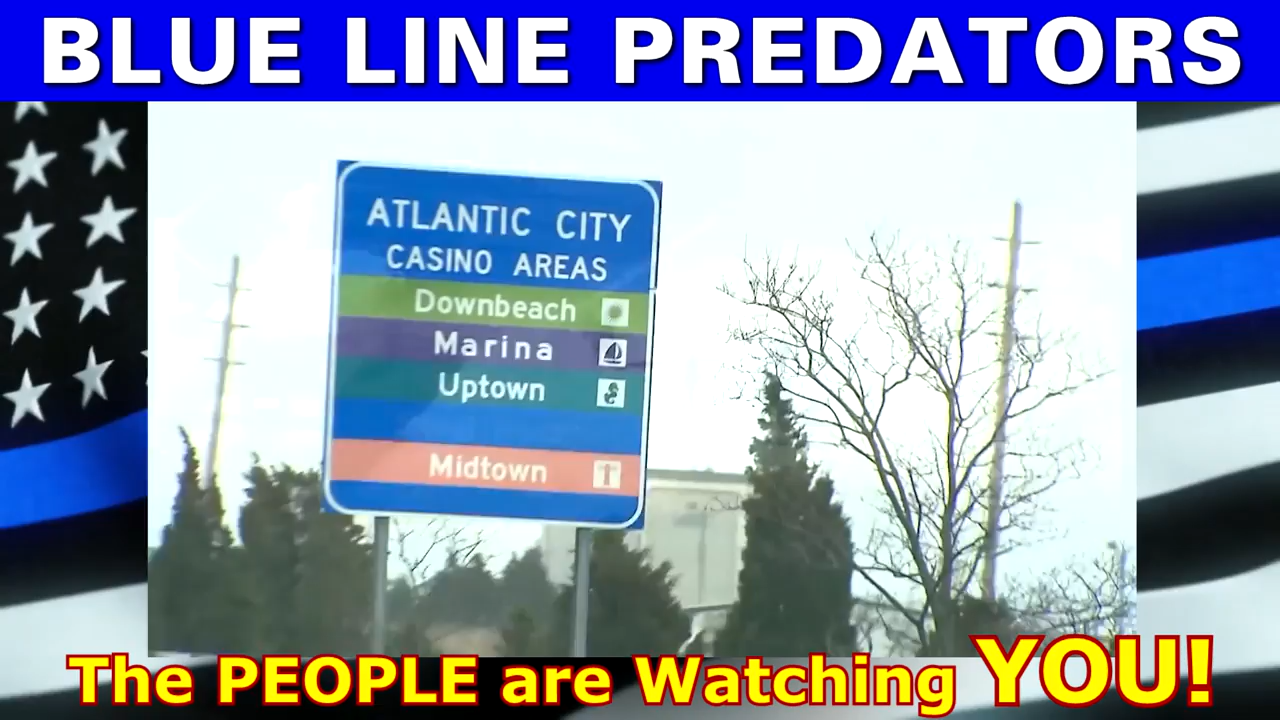 BLUE LINE PREDATORS
ATLANTIC CITY
CASINO AREAS
Downbeach
Marina
Uptown
Midtown
The PEOPLE are Watching YOU!